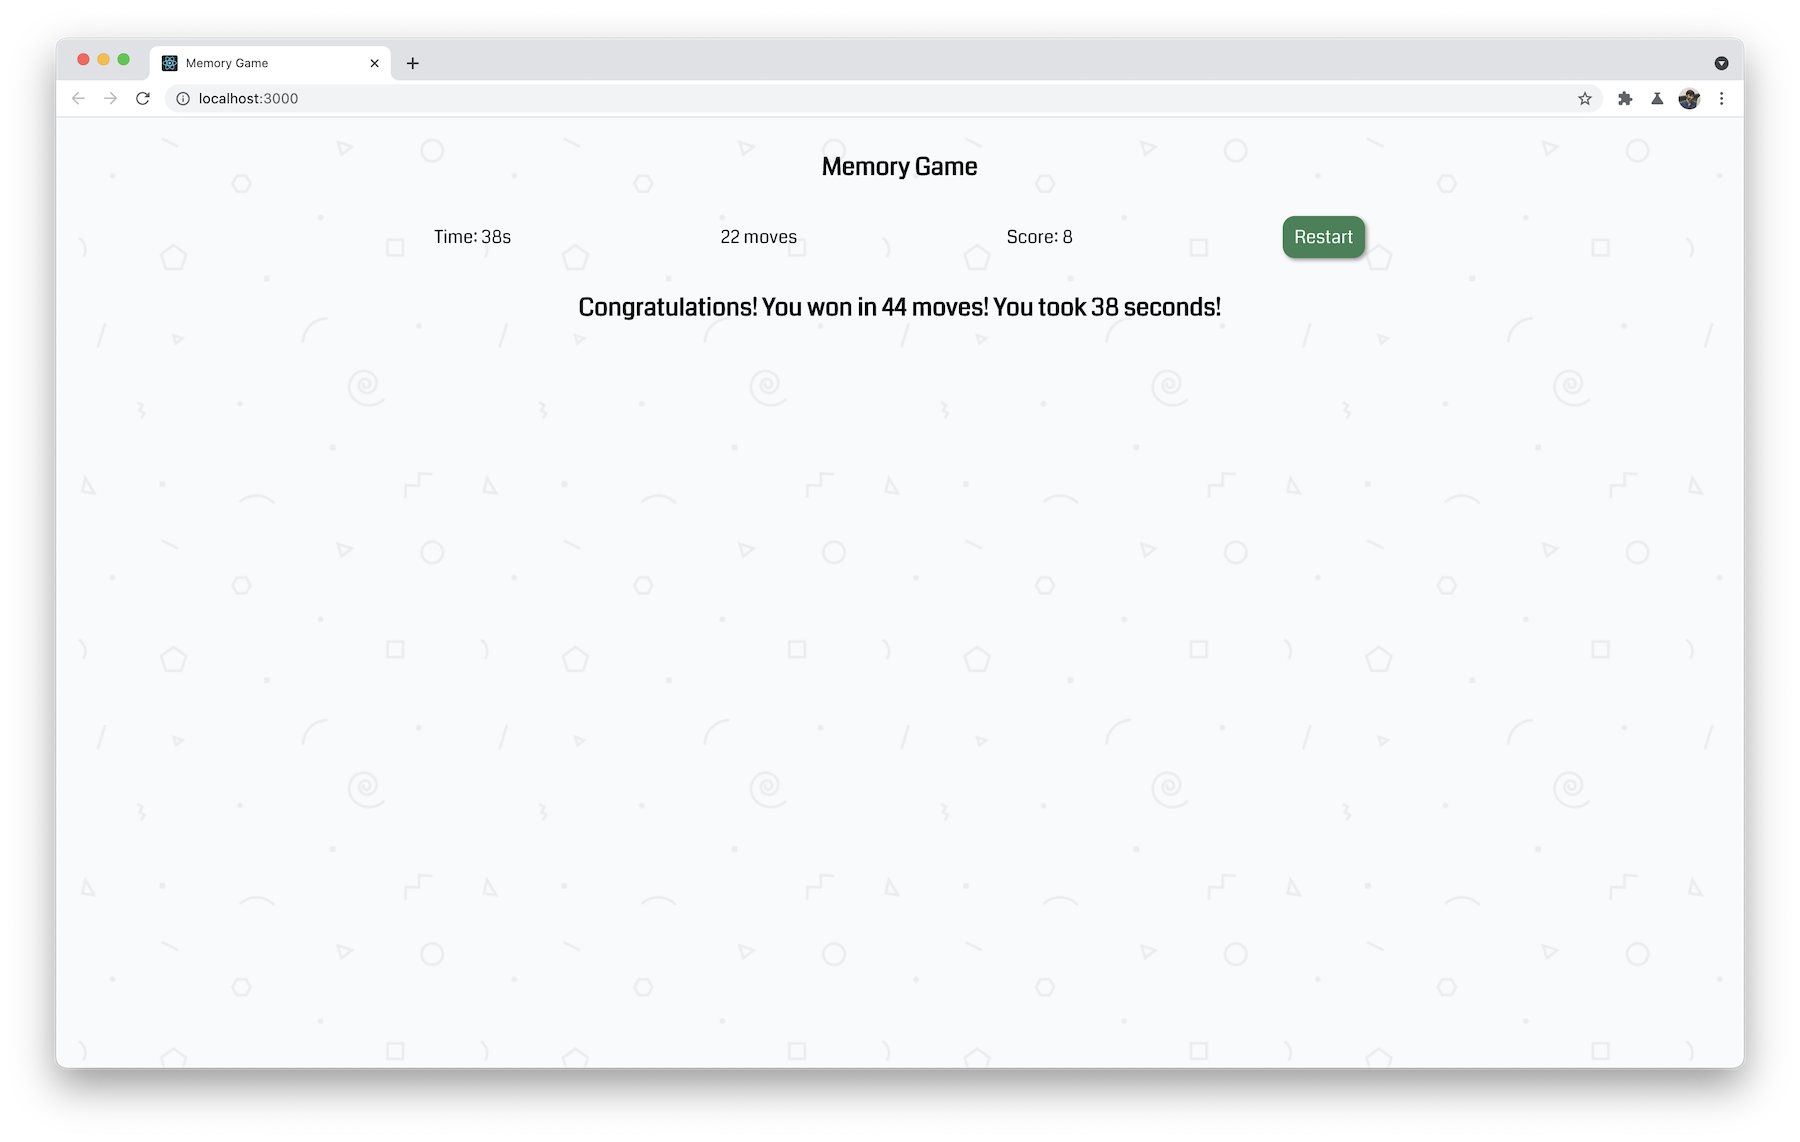 Memory Game
localhost:3000
Memory Game
Time: 38s
22 moves
Score: 8
Restart
Congratulations! You won in 44 moves! You took 38 seconds!